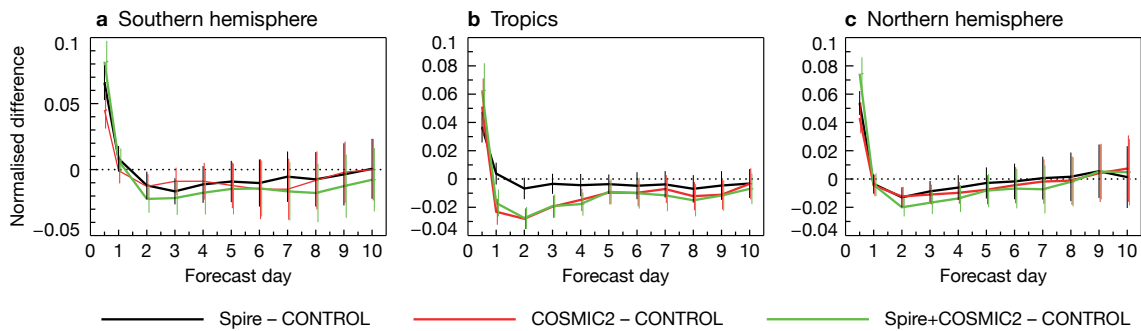 a Southern hemisphere
b Tropics
c Northern hemisphere
Normalised difference
0.1
0.05
0
−0.05
0 1 2 3 4 5 6 7 8 9 10
Forecast day
0.1
0.08
0.06
0.04
0.02
0
−0.02
−0.04
0 1 2 3 4 5 6 7 8 9 10
Forecast day
0.1
0.08
0.06
0.04
0.02
0
−0.02
−0.04
0 1 2 3 4 5 6 7 8 9 10
Forecast day
Spire – CONTROL
COSMIC2 – CONTROL
Spire+COSMIC2 – CONTROL